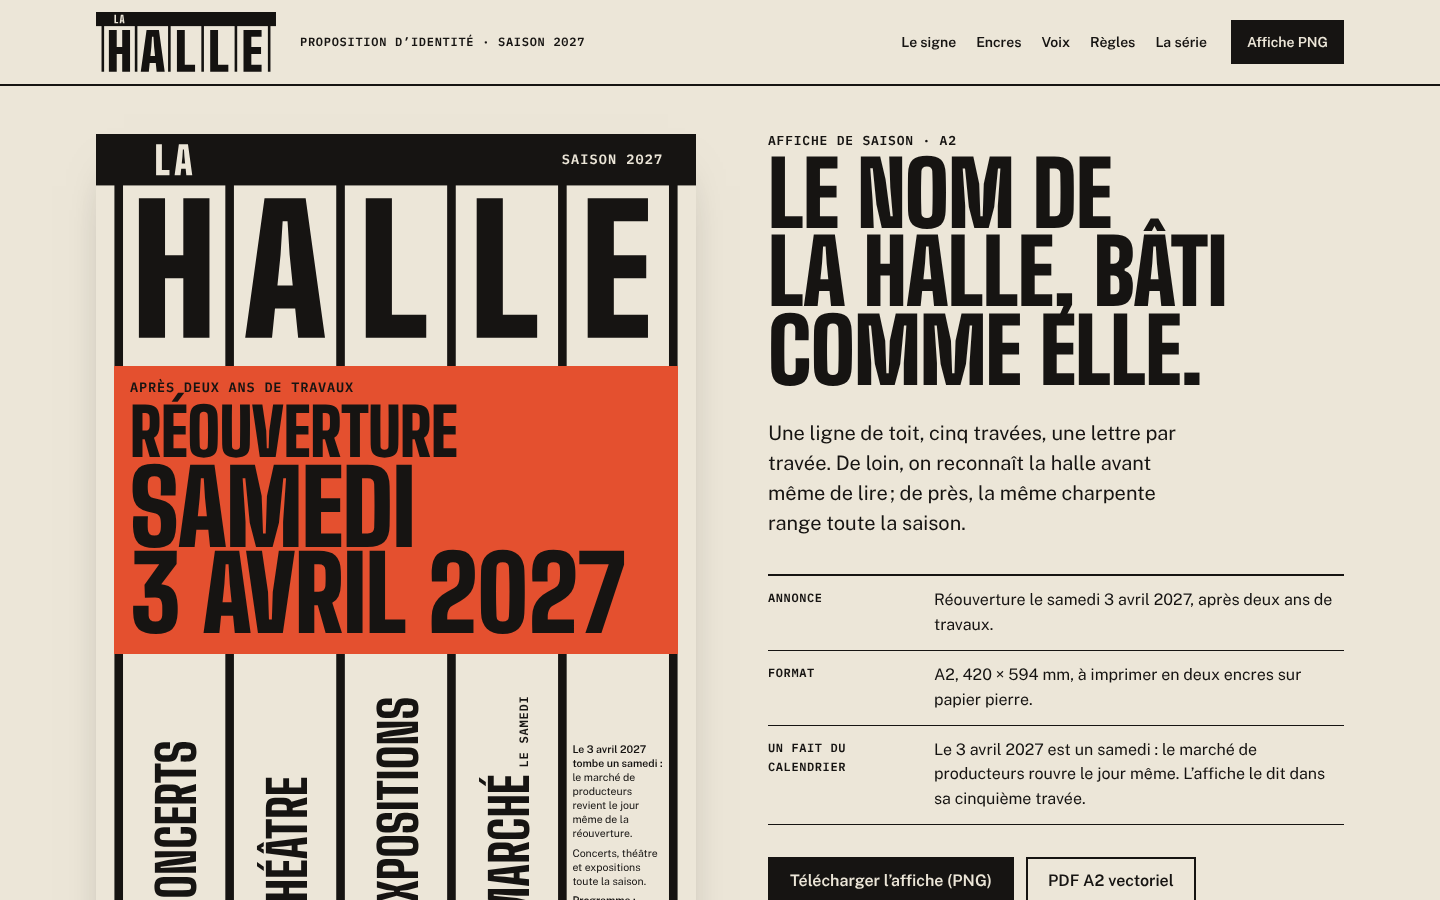 LA
HALLE
PROPOSITION D’IDENTITÉ · SAISON 2027
Le signe
Encres
Voix
Règles
La série
Affiche PNG
LA
SAISON 2027
HALLE
APRÈS DEUX ANS DE TRAVAUX
RÉOUVERTURE
SAMEDI
3 AVRIL 2027
EXPOSITIONS
MARCHÉ
LE SAMEDI
Le 3 avril 2027
tombe un samedi :
le marché de
producteurs
revient le jour
même de la
réouverture.
Concerts, théâtre
et expositions
toute la saison.
AFFICHE DE SAISON · A2
LE NOM DE
LA HALLE, BÂTI
COMME ELLE.
Une ligne de toit, cinq travées, une lettre par
travée. De loin, on reconnaît la halle avant
même de lire ; de près, la même charpente
range toute la saison.
ANNONCE
Réouverture le samedi 3 avril 2027, après deux ans de
travaux.
FORMAT
A2, 420 × 594 mm, à imprimer en deux encres sur
papier pierre.
UN FAIT DU
CALENDRIER
Le 3 avril 2027 est un samedi : le marché de
producteurs rouvre le jour même. L’affiche le dit dans
sa cinquième travée.
Télécharger l’affiche (PNG)
PDF A2 vectoriel